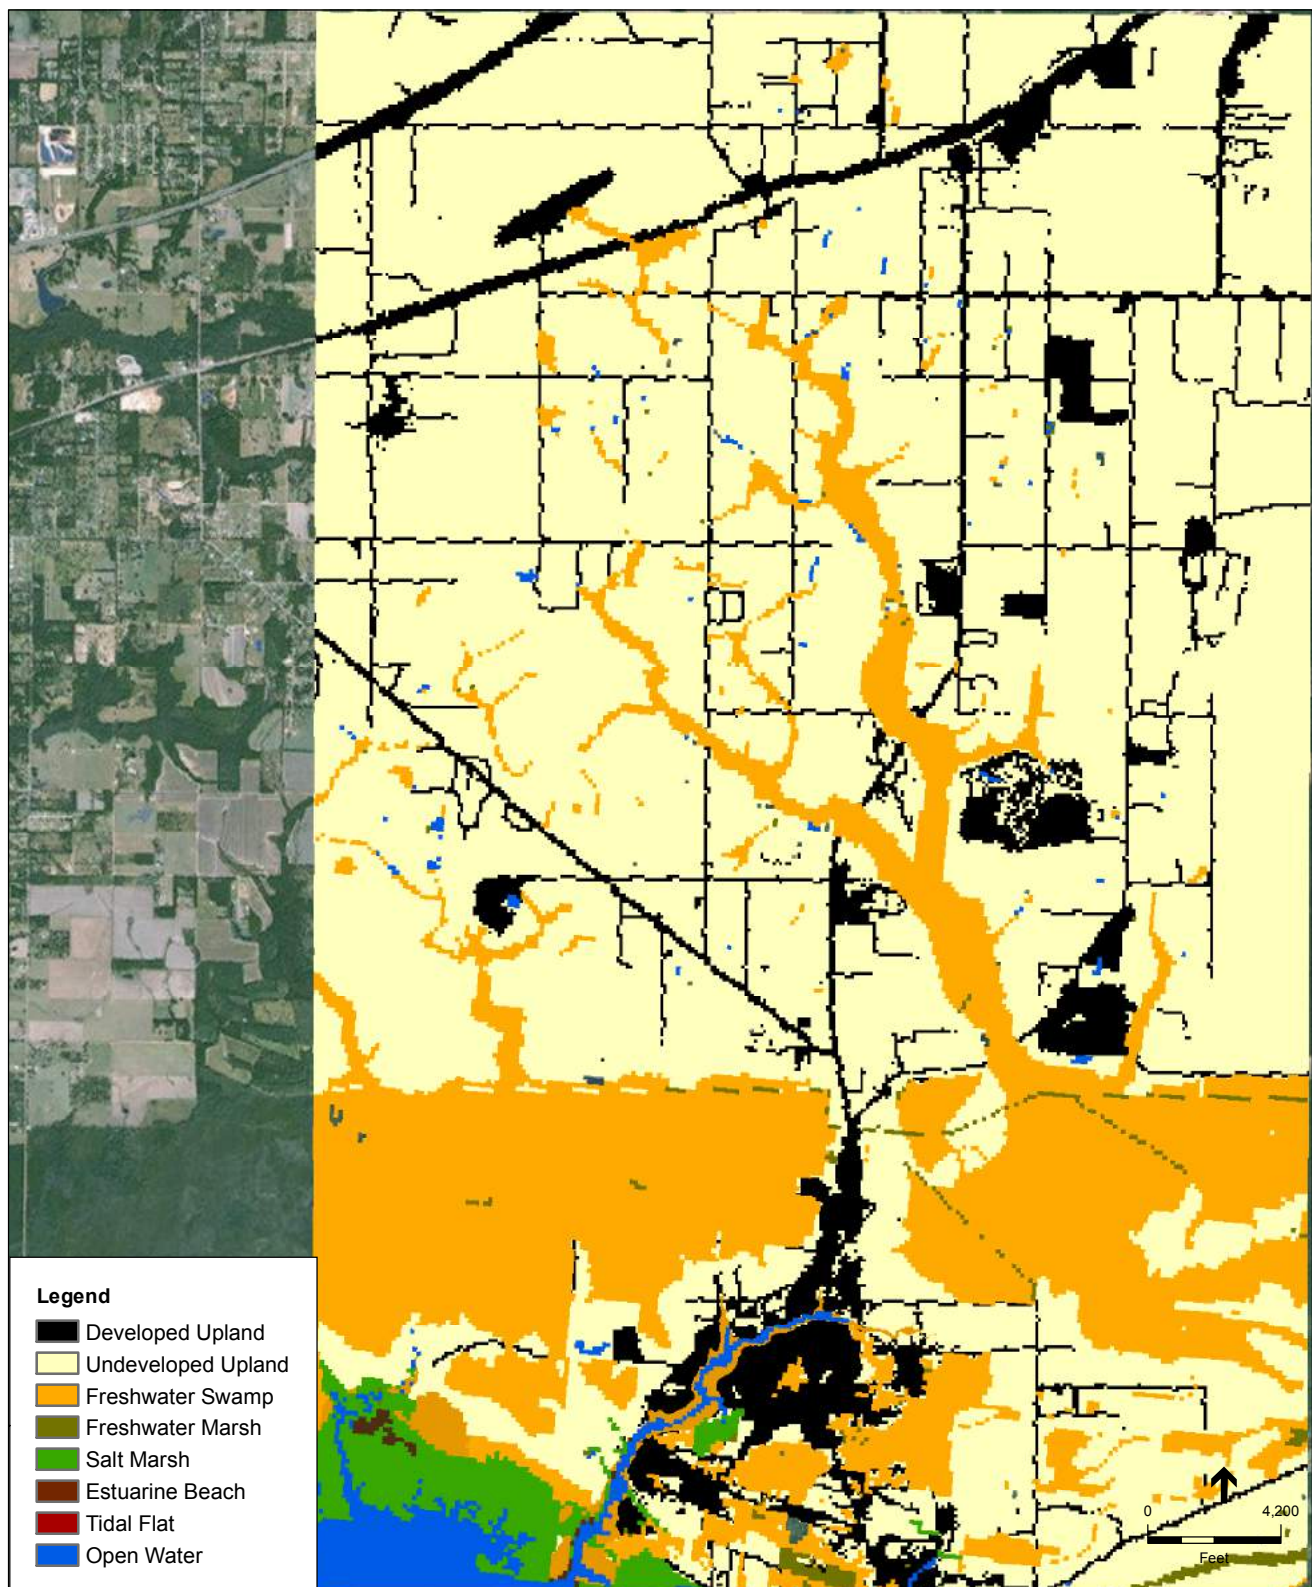 Legend
Developed Upland
Undeveloped Upland
Freshwater Swamp
Freshwater Marsh
Salt Marsh
Estuarine Beach
Tidal Flat
Open Water
0 4,200
Feet